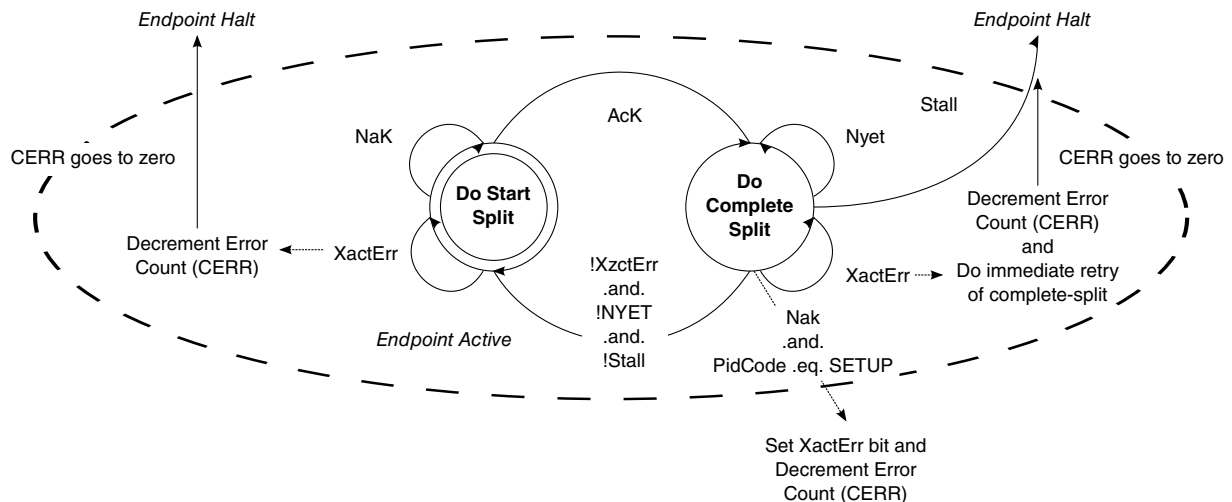 Endpoint Halt
Endpoint Halt
Stall
AcK
NaK
Nyet
CERR goes to zero
CERR goes to zero
Do Start
Split
Do
Complete
Split
Decrement Error
Count (CERR)
and
Do immediate retry
of complete-split
Decrement Error
Count (CERR)
XactErr
XactErr
!XzctErr
.and.
!NYET
.and.
!Stall
Endpoint Active
Nak
.and.
PidCode .eq. SETUP
Set XactErr bit and
Decrement Error
Count (CERR)